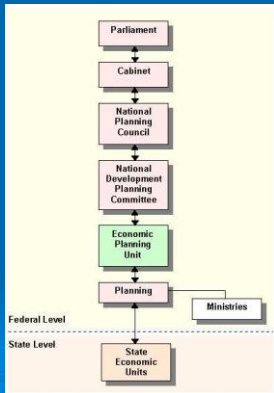 Parliament
Cabinet
National
Planning
Council
National
Development
Planning
Committee
Economic
Planning
Unit
Planning
Ministries
Federal Level
State Level
State
Economic
Units